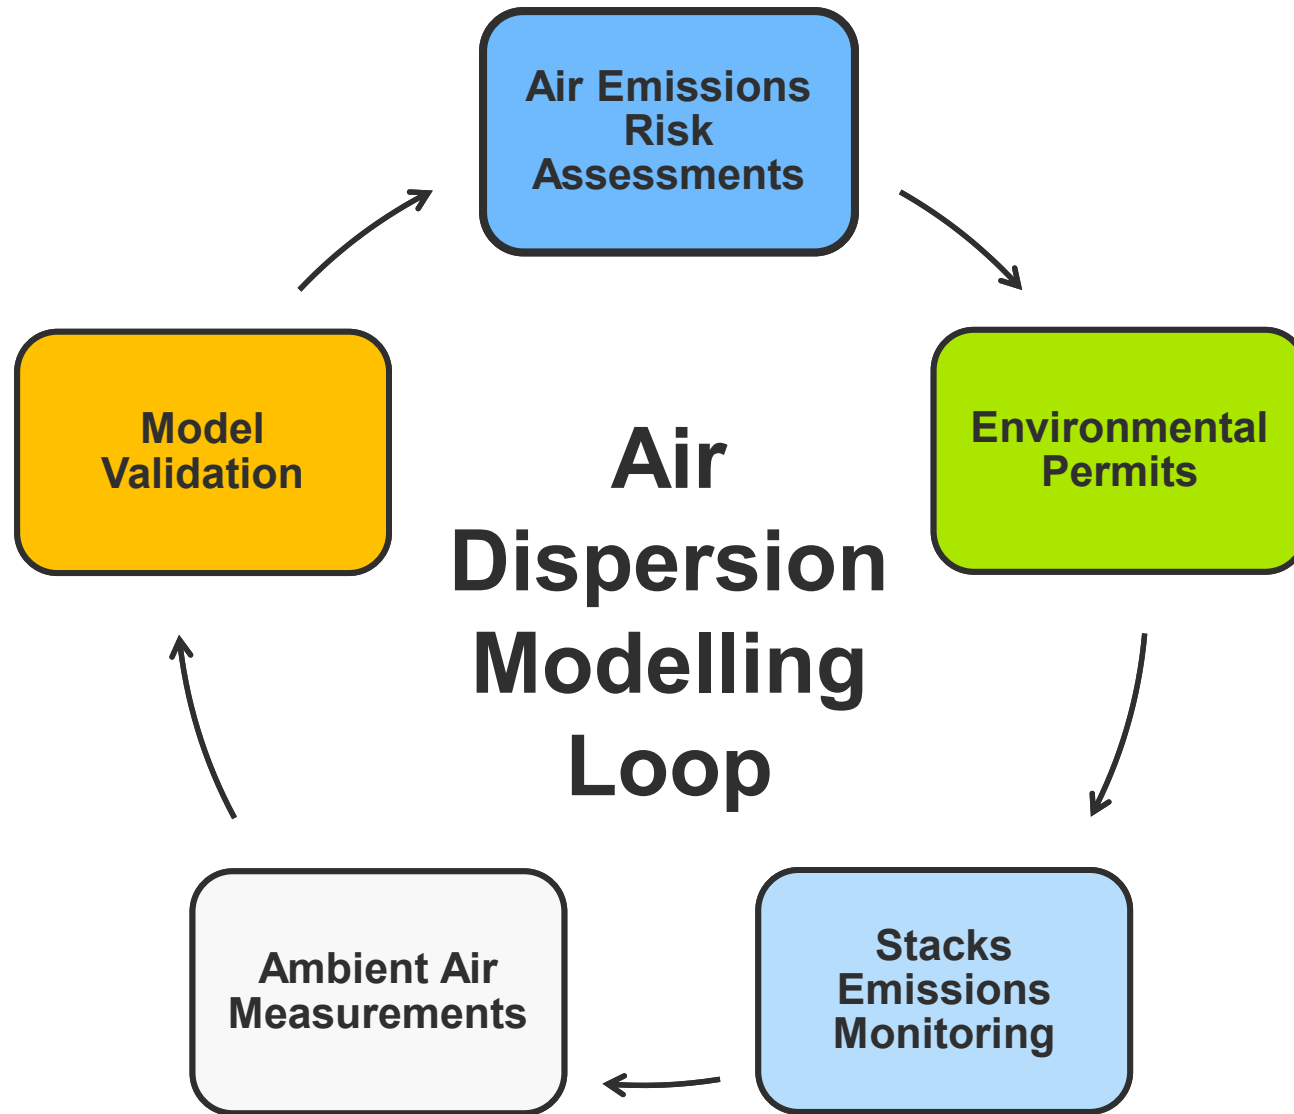 Air Emissions
Risk
Assessments
Environmental
Permits
Stacks
Emissions
Monitoring
Ambient Air
Measurements
Model
Validation
Air
Dispersion
Modelling
Loop